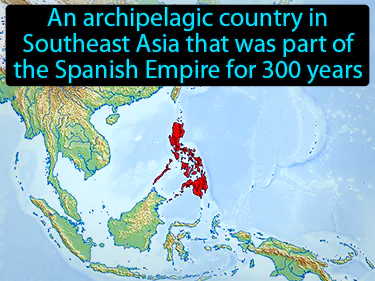 An archipelagic country in
Southeast Asia that was part of
the Spanish Empire for 300 years